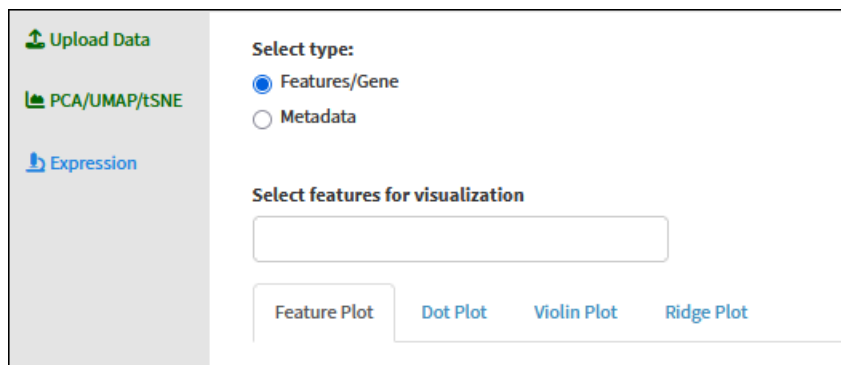 Upload Data
PCA/UMAP/tSNE
Expression
Select type:
Features/Gene
Metadata
Select features for visualization
Feature Plot Dot Plot Violin Plot Ridge Plot